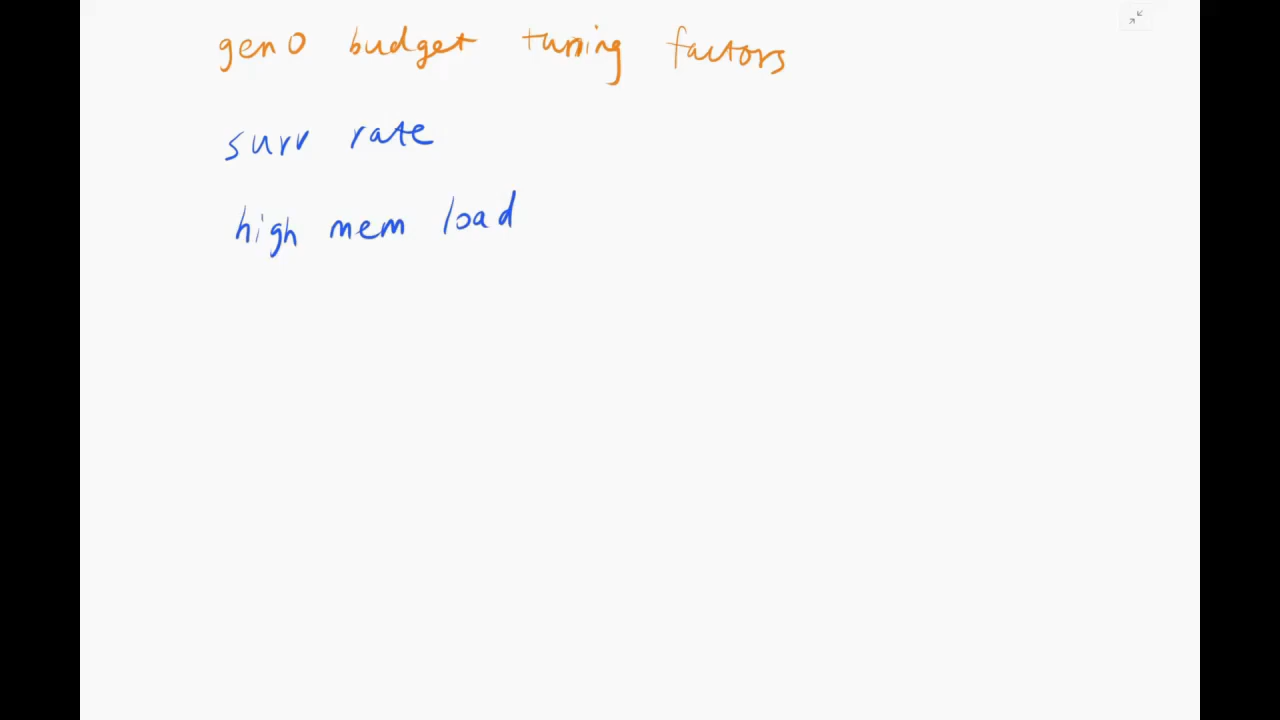 gen0 budget tuning factors
surv rate
high mem load